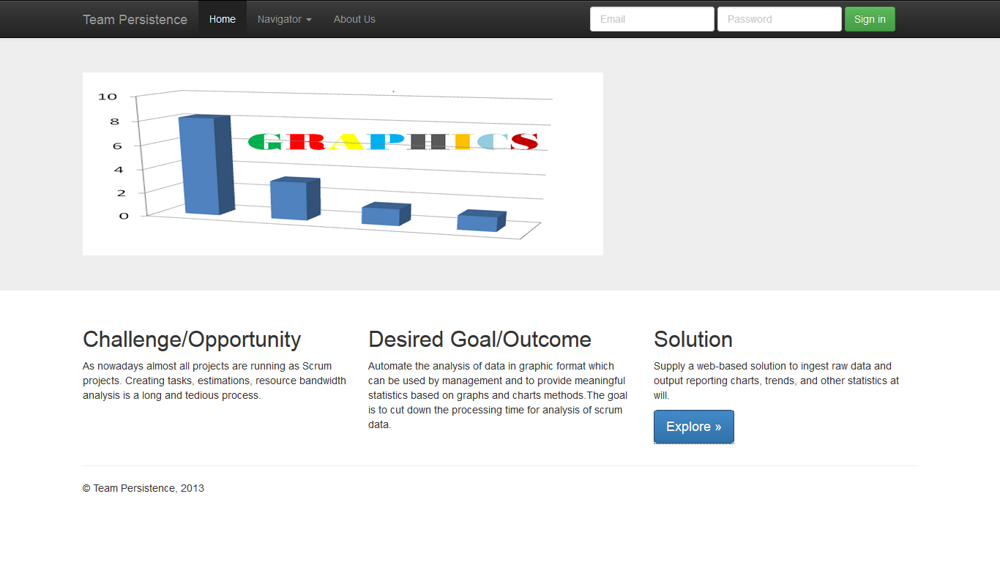 Team Persistence Home Navigator About Us Email Password Sign in
10
8
GRAPHICS
6
4
2
0
Challenge/Opportunity
As nowadays almost all projects are running as Scrum
projects. Creating tasks, estimations, resource bandwidth
analysis is a long and tedious process.
Desired Goal/Outcome
Automate the analysis of data in graphic format which
can be used by management and to provide meaningful
statistics based on graphs and charts methods.The goal
is to cut down the processing time for analysis of scrum
data.
Solution
Supply a web-based solution to ingest raw data and
output reporting charts, trends, and other statistics at
will.
Explore »
© Team Persistence, 2013